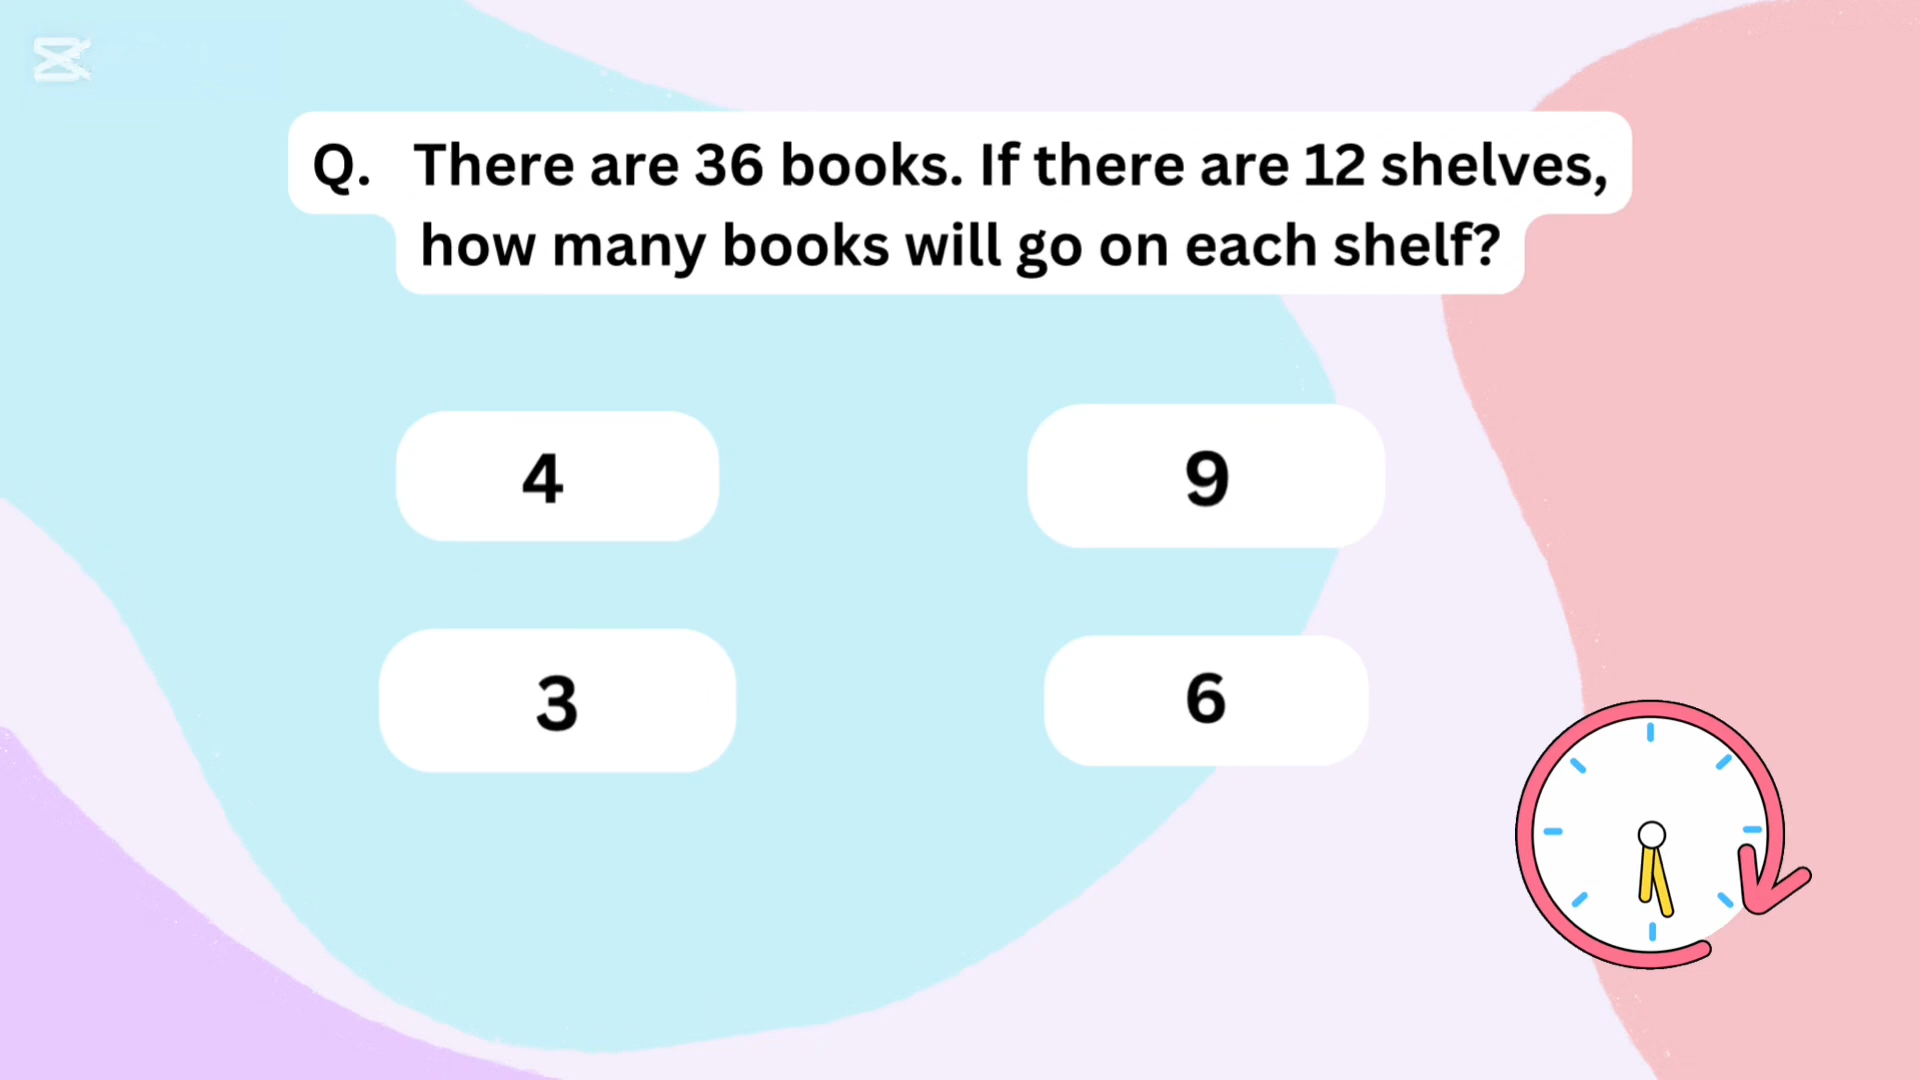 Q. There are 36 books. If there are 12 shelves,
how many books will go on each shelf?
4
9
3
6